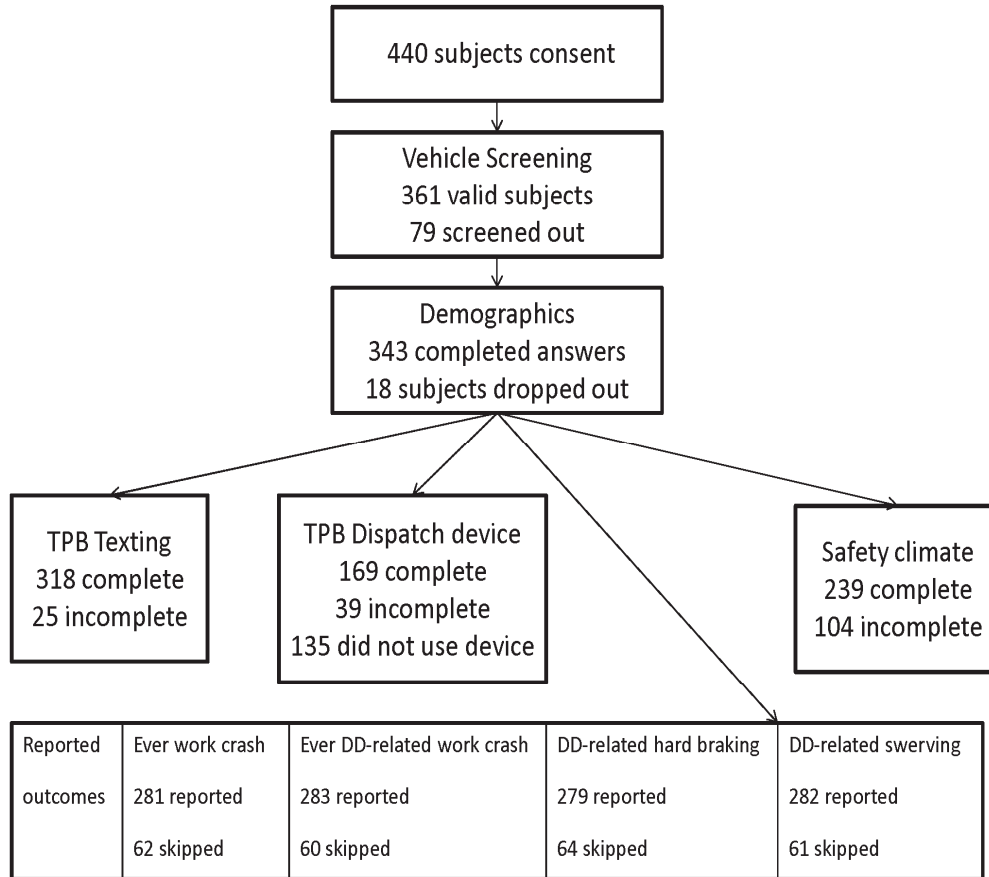 440 subjects consent
Vehicle Screening
361 valid subjects
79 screened out
Demographics
343 completed answers
18 subjects dropped out
TPB Texting
318 complete
25 incomplete
TPB Dispatch device
169 complete
39 incomplete
135 did not use device
Safety climate
239 complete
104 incomplete
Reported outcomes
Ever work crash
281 reported
62 skipped
Ever DD-related work crash
283 reported
60 skipped
DD-related hard braking
279 reported
64 skipped
DD-related swerving
282 reported
61 skipped